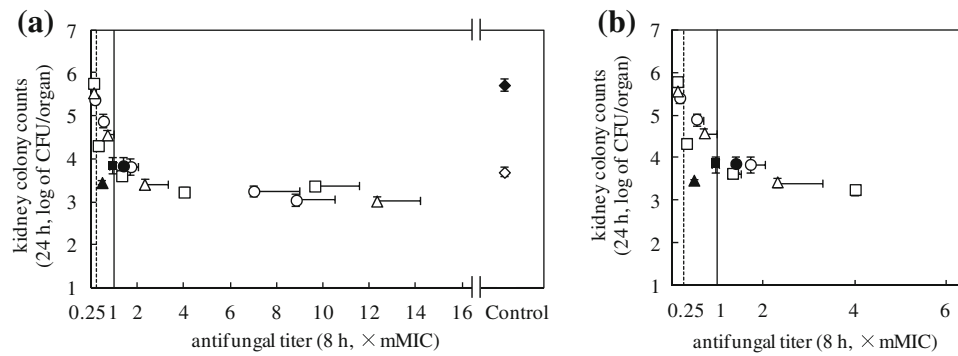 (a)
kidney colony counts
(24 h, log of CFU/organ)
7
6
5
4
3
2
1
0.25 1 2 4 6 8 10 12 14 16 Control
antifungal titer (8 h, × mMIC)
(b)
kidney colony counts
(24 h, log of CFU/organ)
7
6
5
4
3
2
1
0.25 1 2 4 6
antifungal titer (8 h, × mMIC)